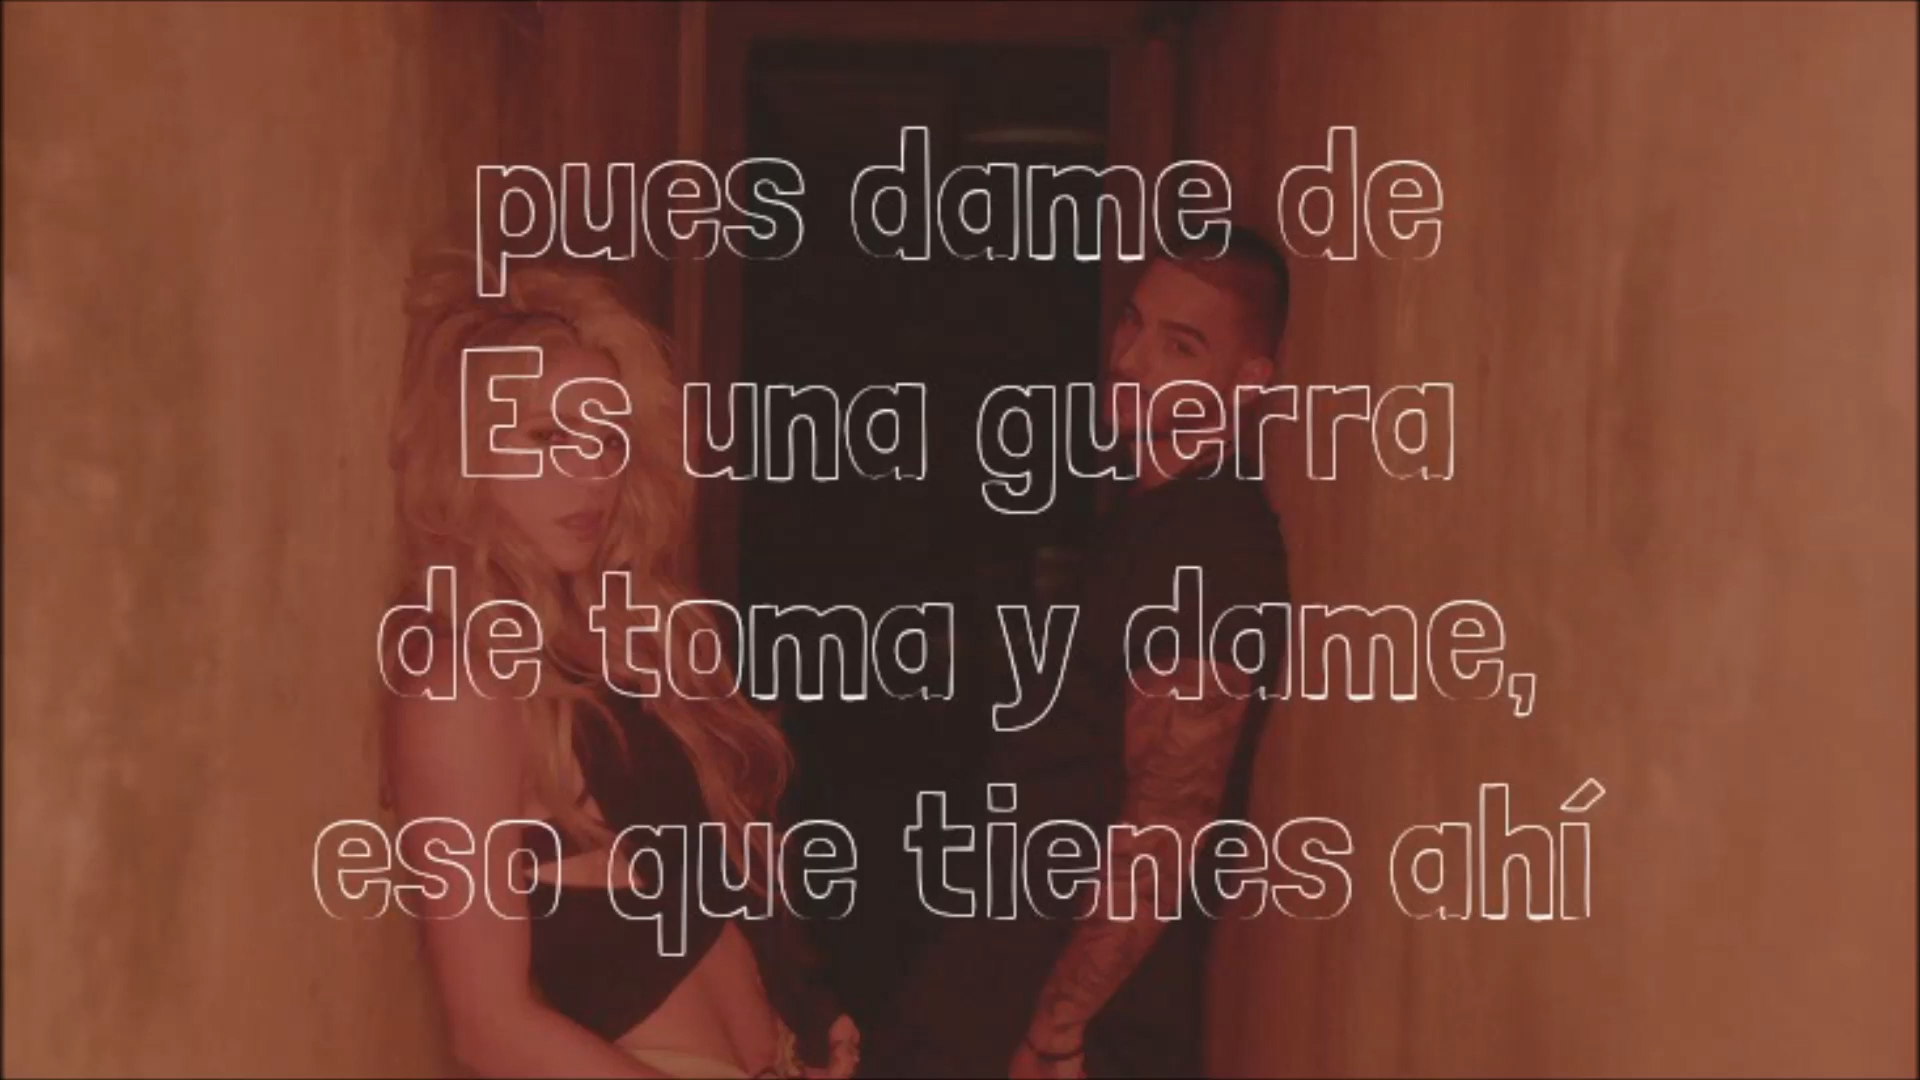 pues dame de
Es una guerra
de toma y dame,
eso que tienes ahí